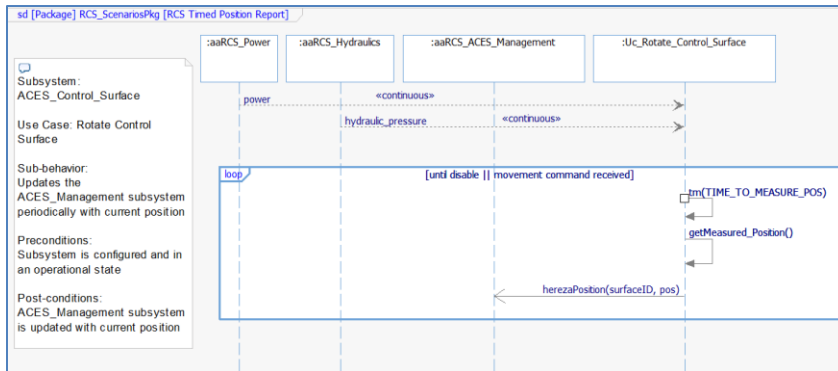 sd [Package] RCS_ScenariosPkg [RCS Timed Position Report]
:aaRCS_Power
:aaRCS_Hydraulics
:aaRCS_ACES_Management
:Uc_Rotate_Control_Surface
Subsystem:
ACES_Control_Surface
Use Case: Rotate Control
Surface
Sub-behavior:
Updates the
ACES_Management subsystem
periodically with current position
Preconditions:
Subsystem is configured and in
an operational state
Post-conditions:
ACES_Management subsystem
is updated with current position
power
«continuous»
hydraulic_pressure
«continuous»
loop
[until disable || movement command received]
tm(TIME_TO_MEASURE_POS)
getMeasured_Position()
herezaPosition(surfaceID, pos)